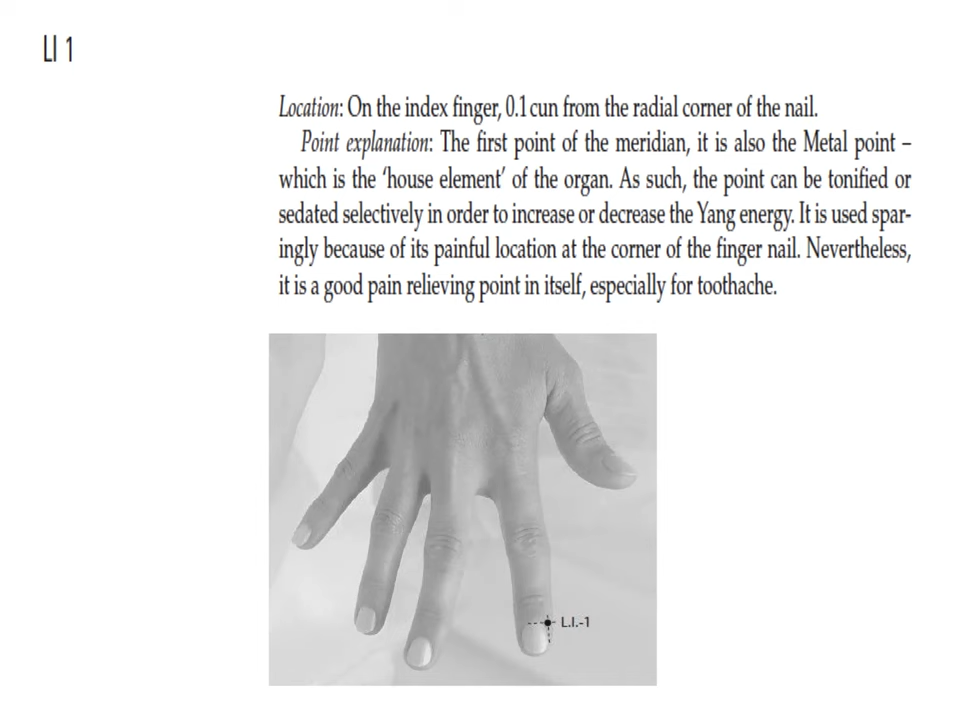 LI 1
Location: On the index finger, 0.1 cun from the radial corner of the nail.
Point explanation: The first point of the meridian, it is also the Metal point –
which is the ‘house element’ of the organ. As such, the point can be tonified or
sedated selectively in order to increase or decrease the Yang energy. It is used spar-
ingly because of its painful location at the corner of the finger nail. Nevertheless,
it is a good pain relieving point in itself, especially for toothache.
L.I.-1